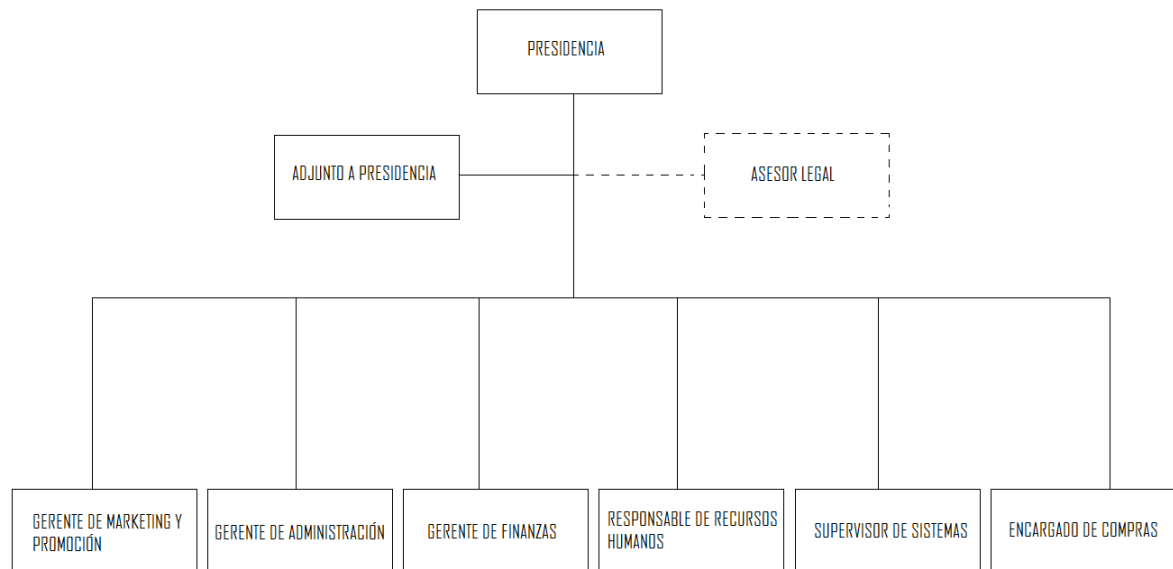 PRESIDENCIA
ADJUNTO A PRESIDENCIA
ASESOR LEGAL
GERENTE DE MARKETING Y
PROMOCIÓN
GERENTE DE ADMINISTRACIÓN
GERENTE DE FINANZAS
RESPONSABLE DE RECURSOS
HUMANOS
SUPERVISOR DE SISTEMAS
ENCARGADO DE COMPRAS